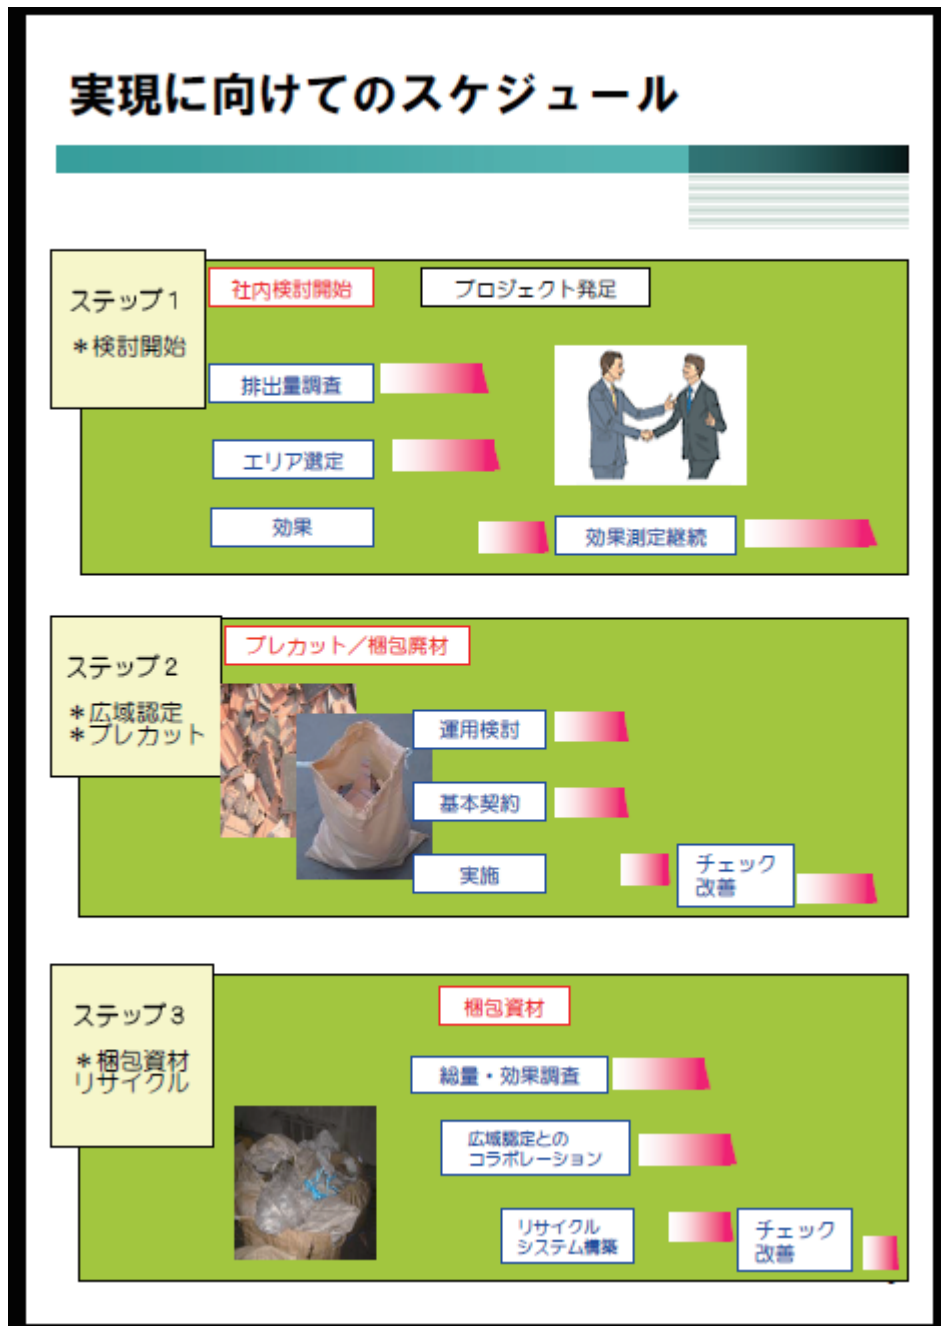 実現に向けてのスケジュール
ステップ1
＊検討開始
社内検討開始
プロジェクト発足
排出量調査
エリア選定
効果
効果測定継続
ステップ2
＊広域認定
＊プレカット
プレカット／梱包廃材
運用検討
基本契約
実施
チェック
改善
ステップ3
＊梱包資材
リサイクル
梱包資材
総量・効果調査
広域認定との
コラボレーション
リサイクル
システム構築
チェック
改善